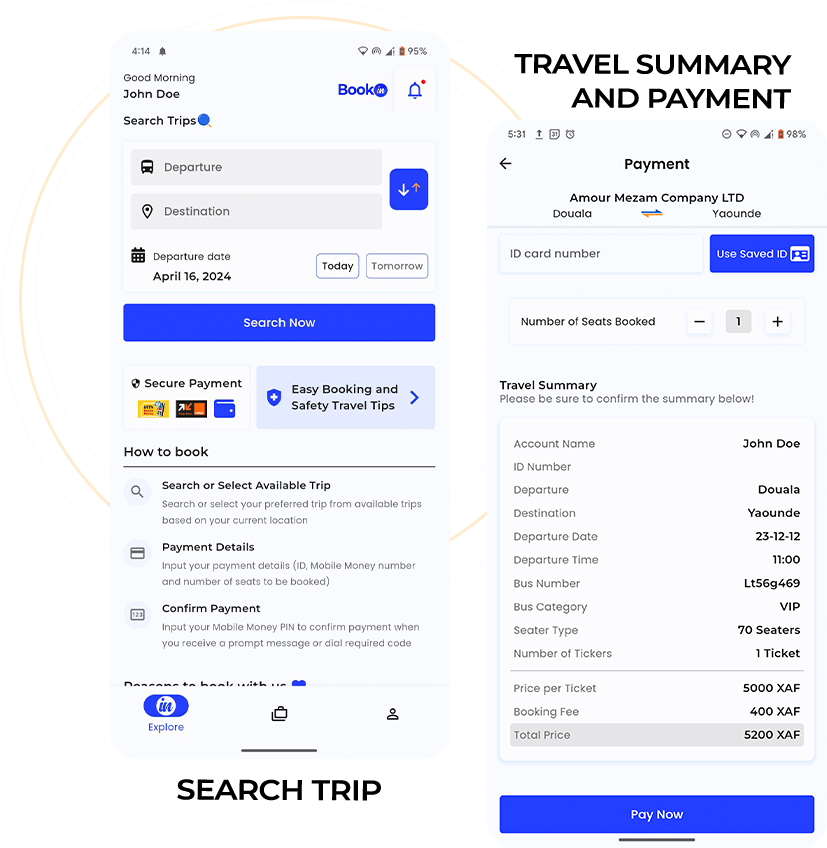 4:14
95%
Good Morning
John Doe
Book in
Search Trips
Departure
Destination
Departure date
April 16, 2024
Today
Tomorrow
Search Now
Secure Payment
Easy Booking and
Safety Travel Tips
How to book
Search or Select Available Trip
Search or select your preferred trip from available trips
based on your current location
Payment Details
Input your payment details (ID, Mobile Money number
and number of seats to be booked)
Confirm Payment
Input your Mobile Money PIN to confirm payment when
you receive a prompt message or dial required code
Reasons to book with us
in
Explore
SEARCH TRIP
TRAVEL SUMMARY
AND PAYMENT
5:31 31 98%
Payment
Amour Mezam Company LTD
Douala Yaounde
ID card number
Use Saved ID
Number of Seats Booked 1
Travel Summary
Please be sure to confirm the summary below!
Account Name John Doe
ID Number
Departure Douala
Destination Yaounde
Departure Date 23-12-12
Departure Time 11:00
Bus Number Lt56g469
Bus Category VIP
Seater Type 70 Seaters
Number of Tickers 1 Ticket
Price per Ticket 5000 XAF
Booking Fee 400 XAF
Total Price 5200 XAF
Pay Now